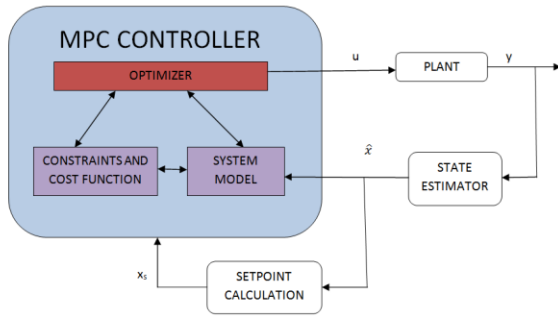 MPC CONTROLLER
OPTIMIZER
u
PLANT
y
CONSTRAINTS AND
COST FUNCTION
SYSTEM
MODEL
x̂
STATE
ESTIMATOR
xₛ
SETPOINT
CALCULATION